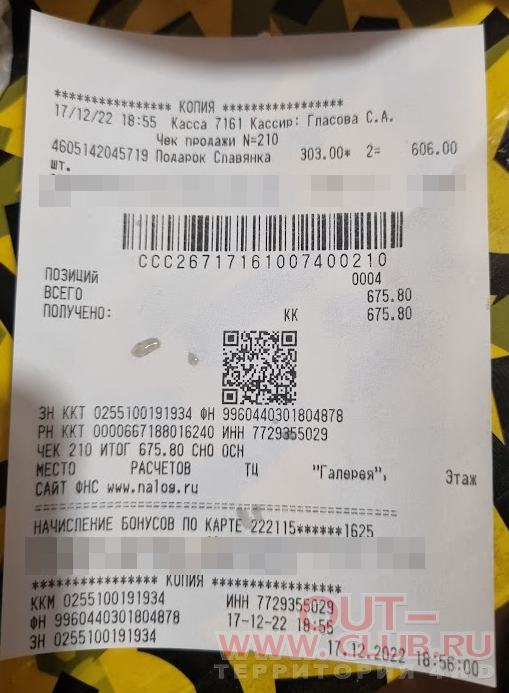 ***************** КОПИЯ ******************
17/12/22 18:55 Касса 7161 Кассир: Гласова С.А.
Чек продажи N=210
4605142045719 Подарок Славянка 303.00* 2= 606.00
шт.
CCC26717161007400210
ПОЗИЦИЙ 0004
ВСЕГО 675.80
ПОЛУЧЕНО: КК 675.80
ЗН ККТ 0255100191934 ФН 9960440301804878
РН ККТ 0000667188016240 ИНН 7729355029
ЧЕК 210 ИТОГ 675.80 СНО ОСН
МЕСТО РАСЧЕТОВ ТЦ "Галерея", Этаж
САЙТ ФНС www.nalog.ru
==========================================
НАЧИСЛЕНИЕ БОНУСОВ ПО КАРТЕ 222115******1625
***************** КОПИЯ ******************
ККМ 0255100191934 ИНН 7729355029
ФН 9960440301804878 17-12-22 18:55
ЗН 0255100191934 17.12.2022 18:56:00
OUT-
WWW.CLUB.RU
ТЕРРИТОРИЯ 4WD